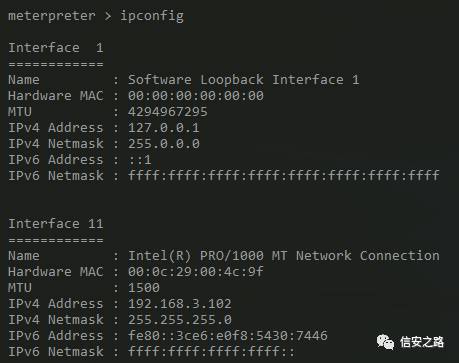 meterpreter > ipconfig
Interface  1
============
Name         : Software Loopback Interface 1
Hardware MAC : 00:00:00:00:00:00
MTU          : 4294967295
IPv4 Address : 127.0.0.1
IPv4 Netmask : 255.0.0.0
IPv6 Address : ::1
IPv6 Netmask : ffff:ffff:ffff:ffff:ffff:ffff:ffff:ffff
Interface 11
============
Name         : Intel(R) PRO/1000 MT Network Connection
Hardware MAC : 00:0c:29:00:4c:9f
MTU          : 1500
IPv4 Address : 192.168.3.102
IPv4 Netmask : 255.255.255.0
IPv6 Address : fe80::3ce6:e0f8:5430:7446
IPv6 Netmask : ffff:ffff:ffff:ffff::
信安之路